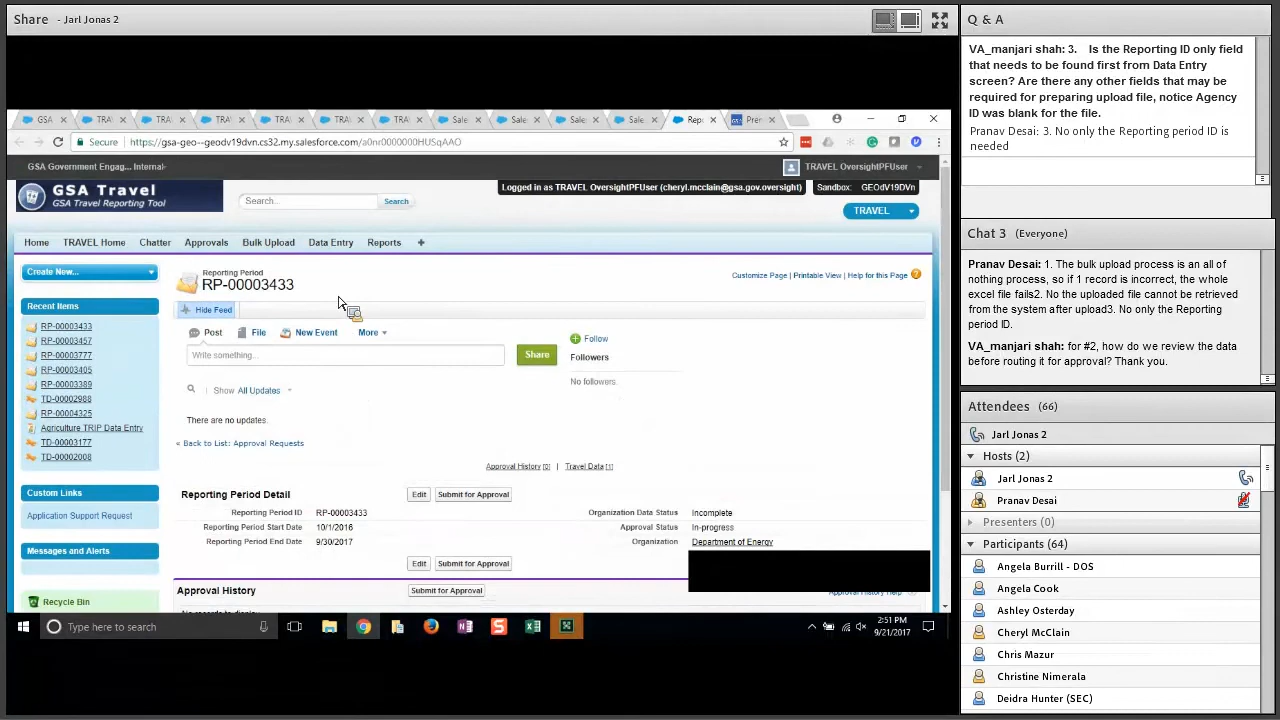 Share - Jarl Jonas 2
GSA
TRAV
TRAV
TRAV
TRAV
TRAV
TRA
Sale
Sale
Sale
Sale
Rep
Pren
Secure
https://gsa-geo--geodv19dvn.cs32.my.salesforce.com/a0nr0000000HUSqAAO
GSA Government Engag... Internal-
TRAVEL OversightPFUser
GSA Travel
GSA Travel Reporting Tool
Search...
Search
Logged in as TRAVEL OversightPFUser (cheryl.mcclain@gsa.gov.oversight)
Sandbox: GEOdV19DVn
TRAVEL
Home
TRAVEL Home
Chatter
Approvals
Bulk Upload
Data Entry
Reports
Create New...
Recent Items
RP-00003433
RP-00003457
RP-00003777
RP-00003405
RP-00003389
TD-00002988
RP-00004325
Agriculture TRIP Data Entry
TD-00003177
TD-00002008
Custom Links
Application Support Request
Messages and Alerts
Recycle Bin
Reporting Period
RP-00003433
Customize Page | Printable View | Help for this Page
Hide Feed
Post
File
New Event
More
Write something...
Share
Follow
Followers
No followers.
Show All Updates
There are no updates.
« Back to List: Approval Requests
Approval History [0] | Travel Data [1]
Reporting Period Detail
Edit
Submit for Approval
Reporting Period ID RP-00003433
Organization Data Status Incomplete
Reporting Period Start Date 10/1/2016
Approval Status In-progress
Reporting Period End Date 9/30/2017
Organization Department of Energy
Edit
Submit for Approval
Approval History
Submit for Approval
Approval History Help
No records to display
Type here to search
2:51 PM
9/21/2017
Q & A
VA_manjari shah: 3. Is the Reporting ID only field
that needs to be found first from Data Entry
screen? Are there any other fields that may be
required for preparing upload file, notice Agency
ID was blank for the file.
Pranav Desai: 3. No only the Reporting period ID is
needed
Chat 3 (Everyone)
Pranav Desai: 1. The bulk upload process is an all of
nothing process, so if 1 record is incorrect, the whole
excel file fails2. No the uploaded file cannot be retrieved
from the system after upload3. No only the Reporting
period ID.
VA_manjari shah: for #2, how do we review the data
before routing it for approval? Thank you.
Attendees (66)
Jarl Jonas 2
Hosts (2)
Jarl Jonas 2
Pranav Desai
Presenters (0)
Participants (64)
Angela Burrill - DOS
Angela Cook
Ashley Osterday
Cheryl McClain
Chris Mazur
Christine Nimerala
Deidra Hunter (SEC)